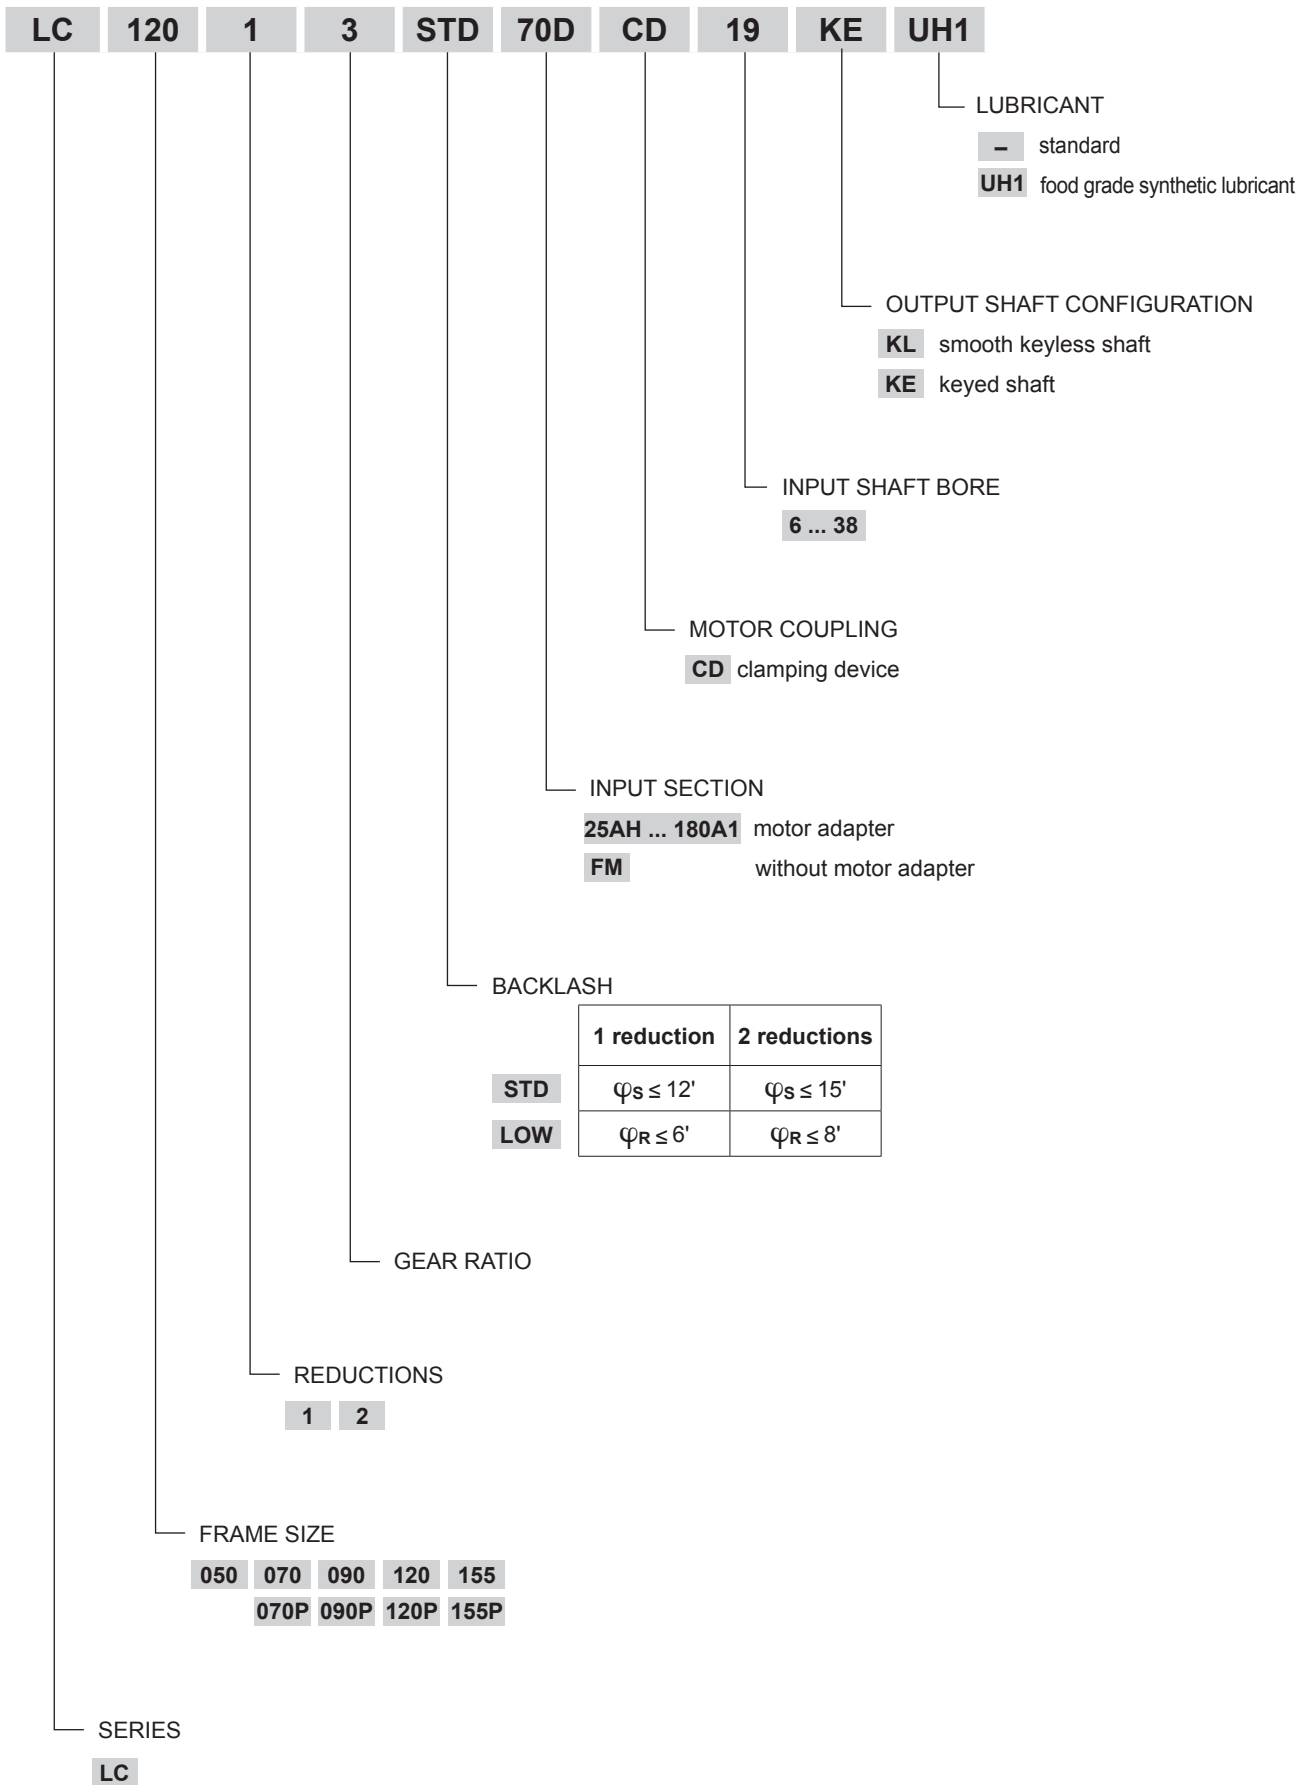 LC 120 1 3 STD 70D CD 19 KE UH1
LUBRICANT
– standard
UH1 food grade synthetic lubricant
OUTPUT SHAFT CONFIGURATION
KL smooth keyless shaft
KE keyed shaft
INPUT SHAFT BORE
6 ... 38
MOTOR COUPLING
CD clamping device
INPUT SECTION
25AH ... 180A1 motor adapter
FM without motor adapter
BACKLASH
1 reduction 2 reductions
STD φS ≤ 12' φS ≤ 15'
LOW φR ≤ 6' φR ≤ 8'
GEAR RATIO
REDUCTIONS
1 2
FRAME SIZE
050 070 090 120 155
070P 090P 120P 155P
SERIES
LC